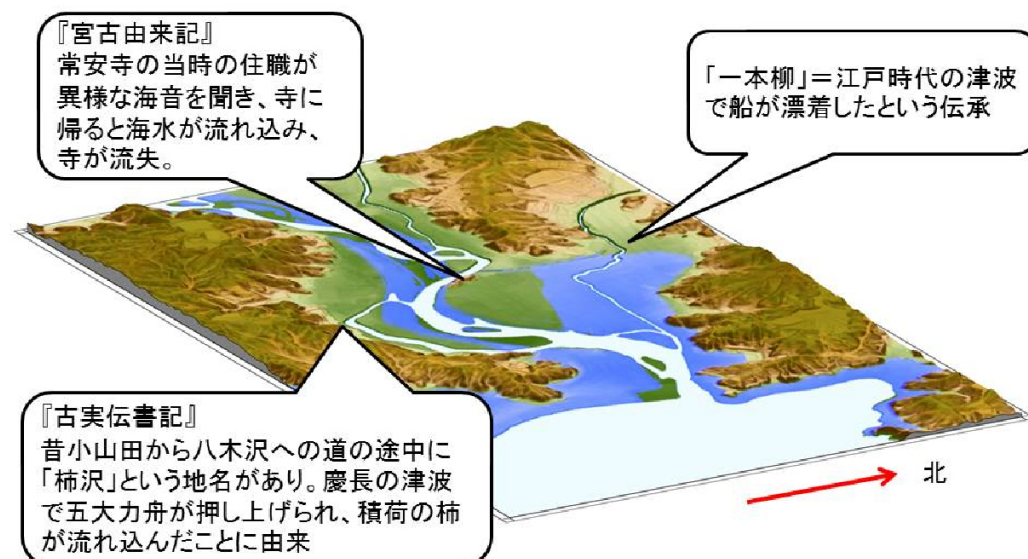 『宮古由来記』
常安寺の当時の住職が
異様な海音を聞き、寺に
帰ると海水が流れ込み、
寺が流失。
「一本柳」＝江戸時代の津波
で船が漂着したという伝承
『古実伝書記』
昔小山田から八木沢への道の途中に
「柿沢」という地名があり。慶長の津波
で五大力舟が押し上げられ、積荷の柿
が流れ込んだことに由来
北